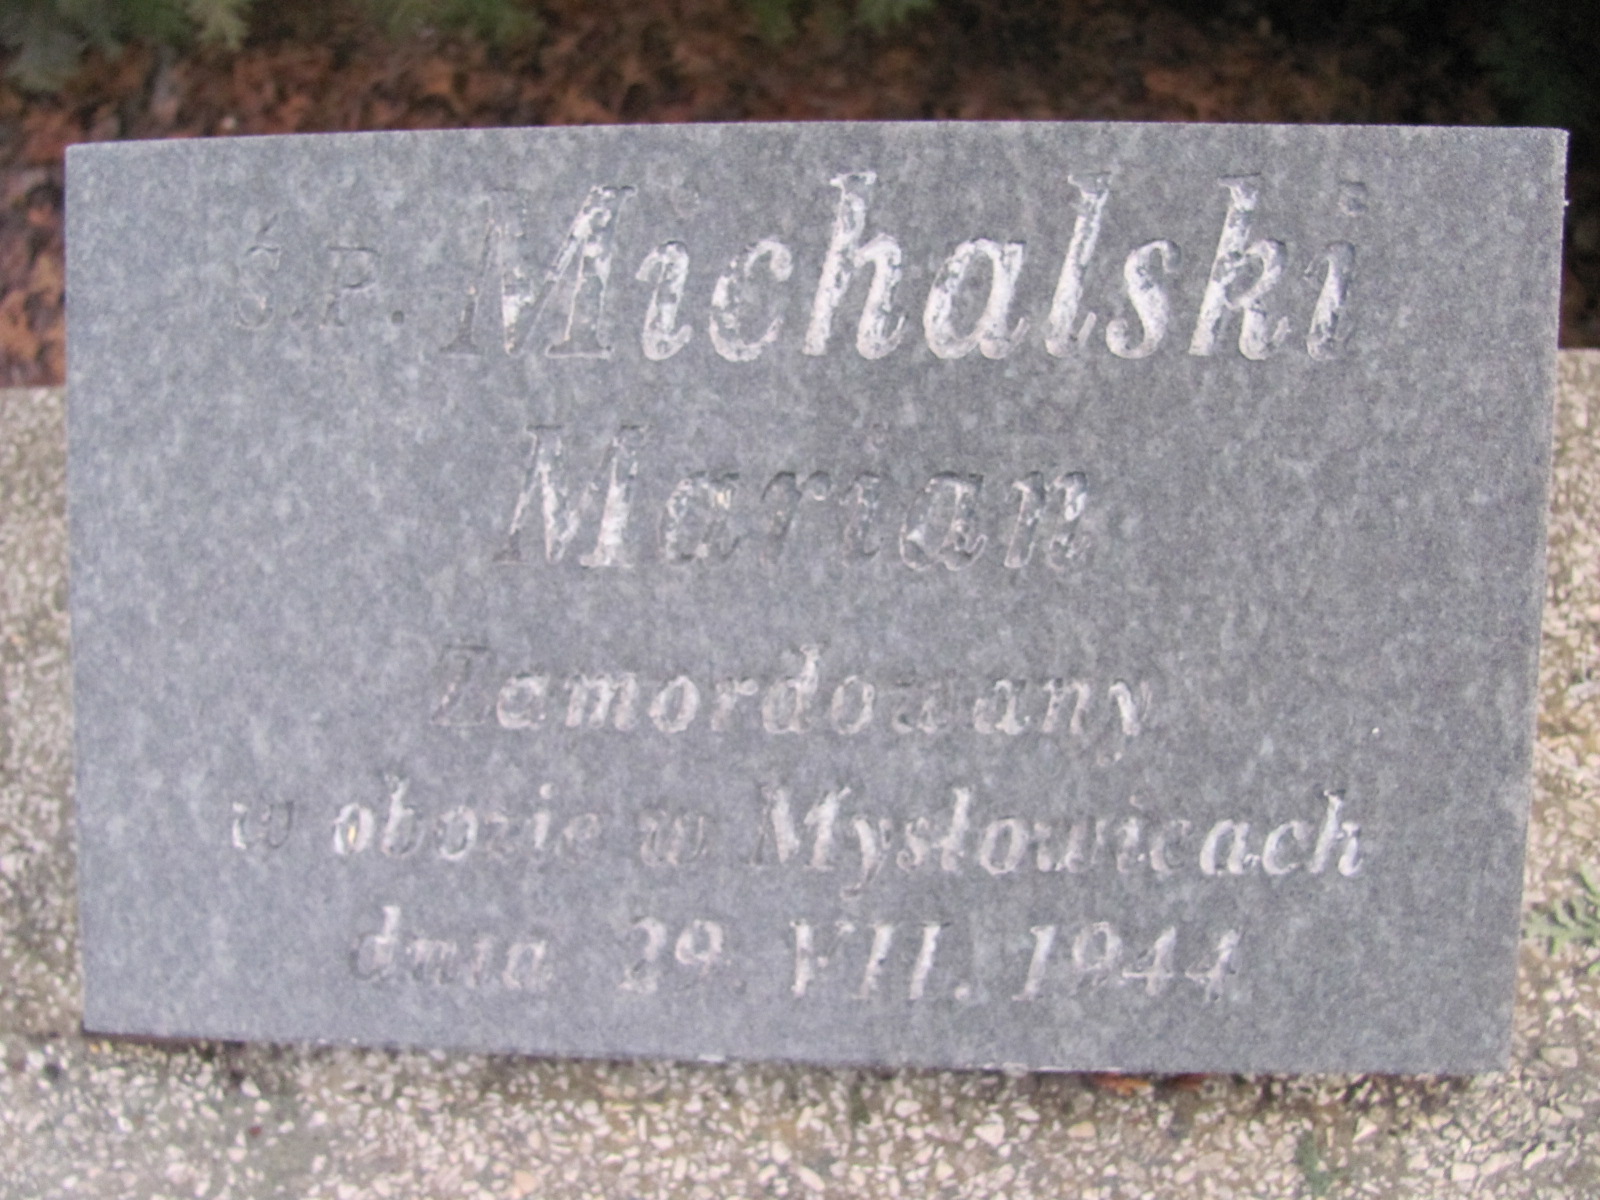 Ś.P. Michalski
Marian
Zamordowany
w obozie w Mysłowicach
dnia 29. VII. 1944